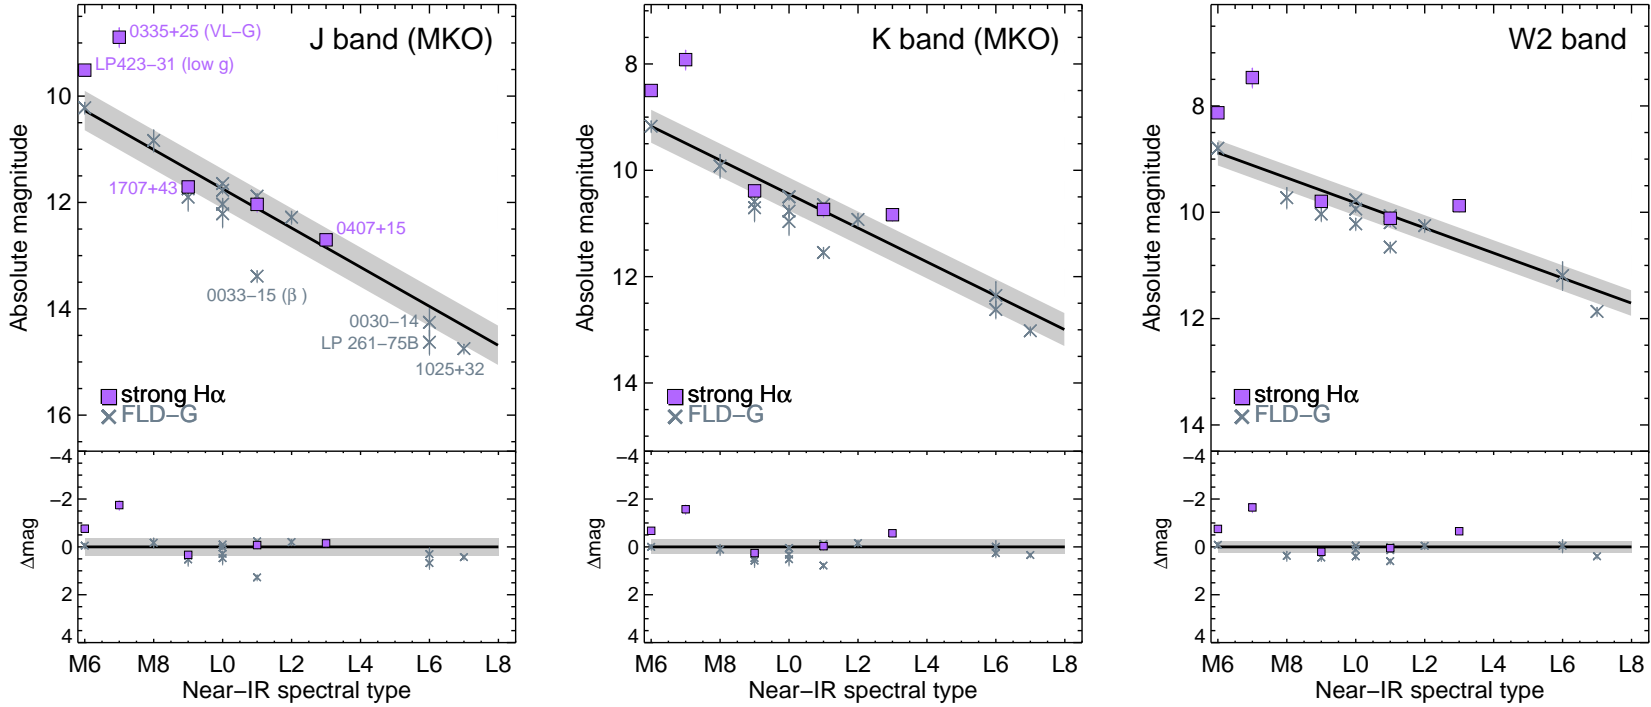 J band (MKO)
0335+25 (VL−G)
LP423−31 (low g)
1707+43
0407+15
0033−15 (β )
0030−14
LP 261−75B
1025+32
strong Hα
FLD−G
Absolute magnitude
10
12
14
16
Δmag
−4
−2
0
2
4
M6 M8 L0 L2 L4 L6 L8
Near−IR spectral type
K band (MKO)
strong Hα
FLD−G
Absolute magnitude
8
10
12
14
Δmag
−4
−2
0
2
4
M6 M8 L0 L2 L4 L6 L8
Near−IR spectral type
W2 band
strong Hα
FLD−G
Absolute magnitude
8
10
12
14
Δmag
−4
−2
0
2
4
M6 M8 L0 L2 L4 L6 L8
Near−IR spectral type